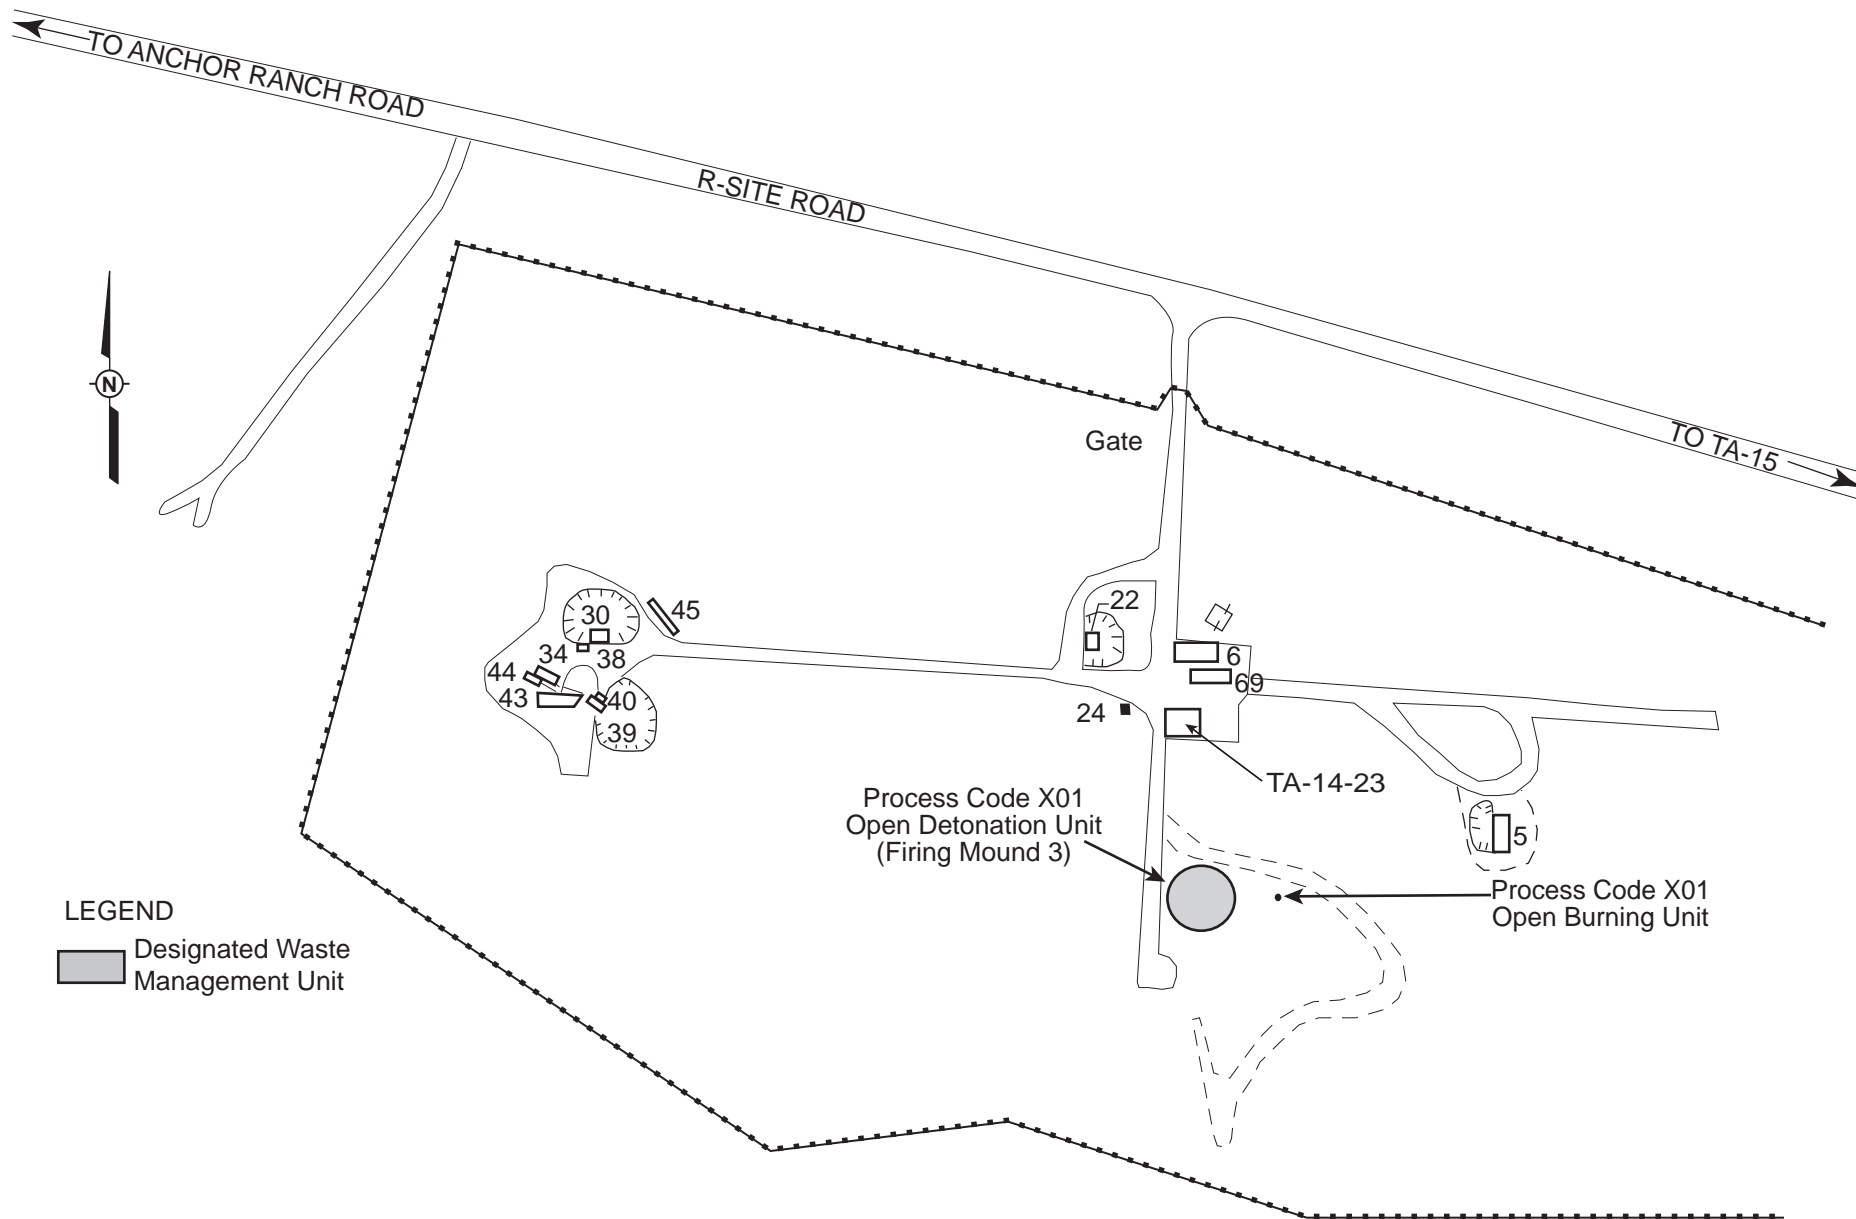 TO ANCHOR RANCH ROAD
R-SITE ROAD
N
Gate
TO TA-15
22
30
45
6
34
38
44
69
43
40
24
39
TA-14-23
Process Code X01
Open Detonation Unit
(Firing Mound 3)
5
Process Code X01
Open Burning Unit
LEGEND
Designated Waste
Management Unit